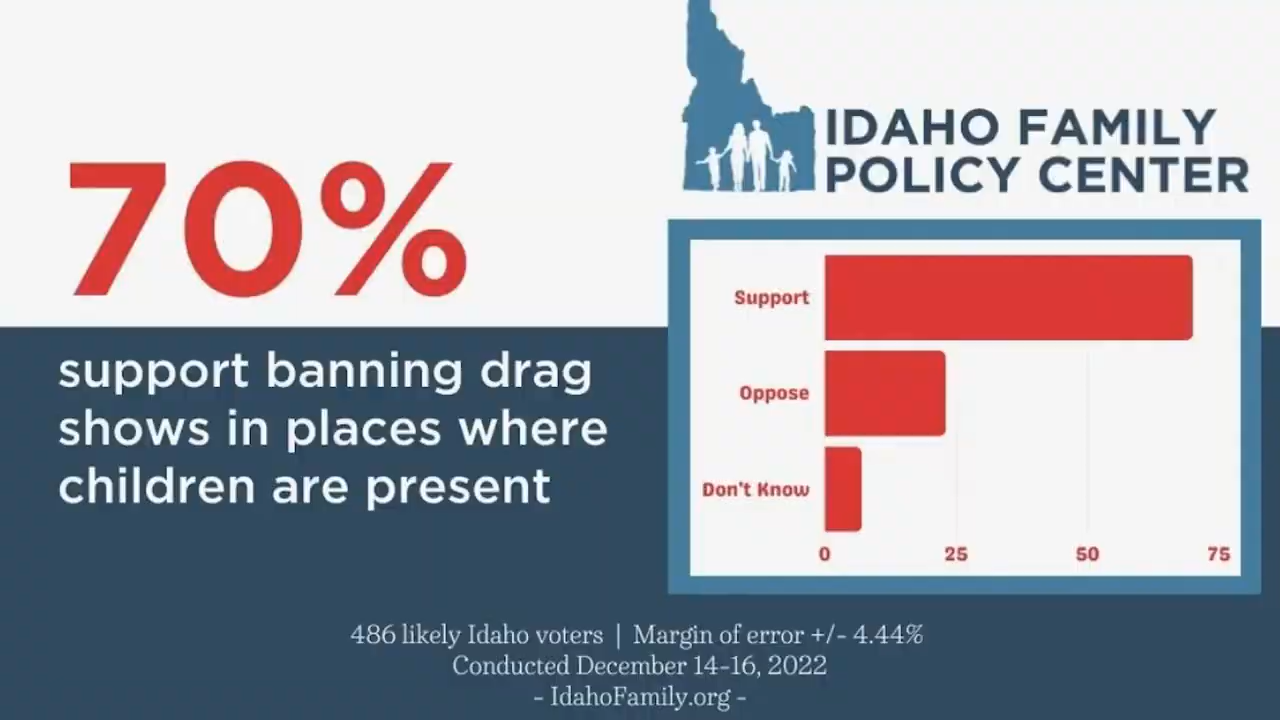 IDAHO FAMILY
POLICY CENTER
70%
support banning drag
shows in places where
children are present
Support
Oppose
Don't Know
0 25 50 75
486 likely Idaho voters | Margin of error +/- 4.44%
Conducted December 14-16, 2022
- IdahoFamily.org -